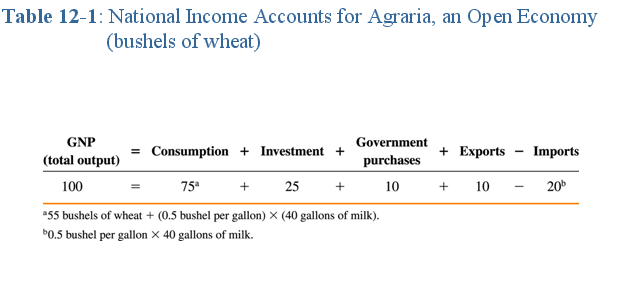 Table 12-1: National Income Accounts for Agraria, an Open Economy
(bushels of wheat)
GNP
(total output) = Consumption + Investment + Government purchases + Exports − Imports
100 = 75ᵃ + 25 + 10 + 10 − 20ᵇ
ᵃ55 bushels of wheat + (0.5 bushel per gallon) × (40 gallons of milk).
ᵇ0.5 bushel per gallon × 40 gallons of milk.